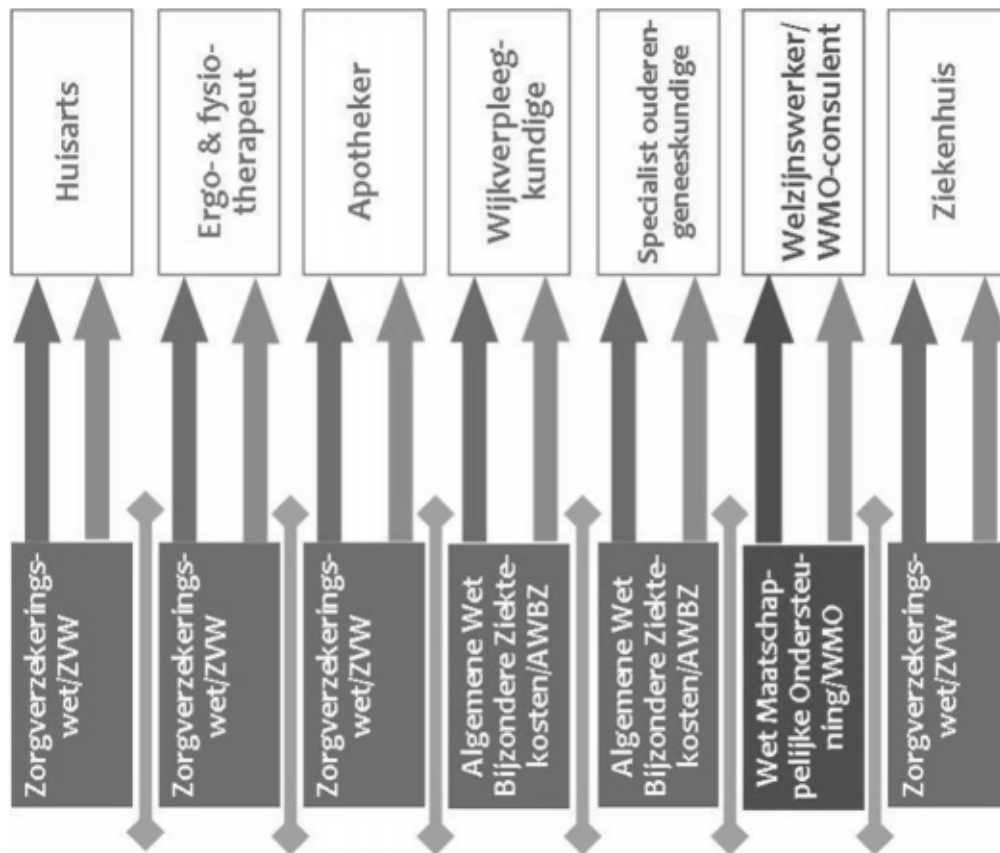 Huisarts
Ergo- & fysio-
therapeut
Apotheker
Wijkverpleeg-
kundige
Specialist ouderen-
geneeskundige
Welzijnswerker/
WMO-consulent
Ziekenhuis
Zorgverzekerings-
wet/ZVW
Zorgverzekerings-
wet/ZVW
Zorgverzekerings-
wet/ZVW
Algemene Wet
Bijzondere Ziekte-
kosten/AWBZ
Algemene Wet
Bijzondere Ziekte-
kosten/AWBZ
Wet Maatschap-
pelijke Ondersteu-
ning/WMO
Zorgverzekerings-
wet/ZVW